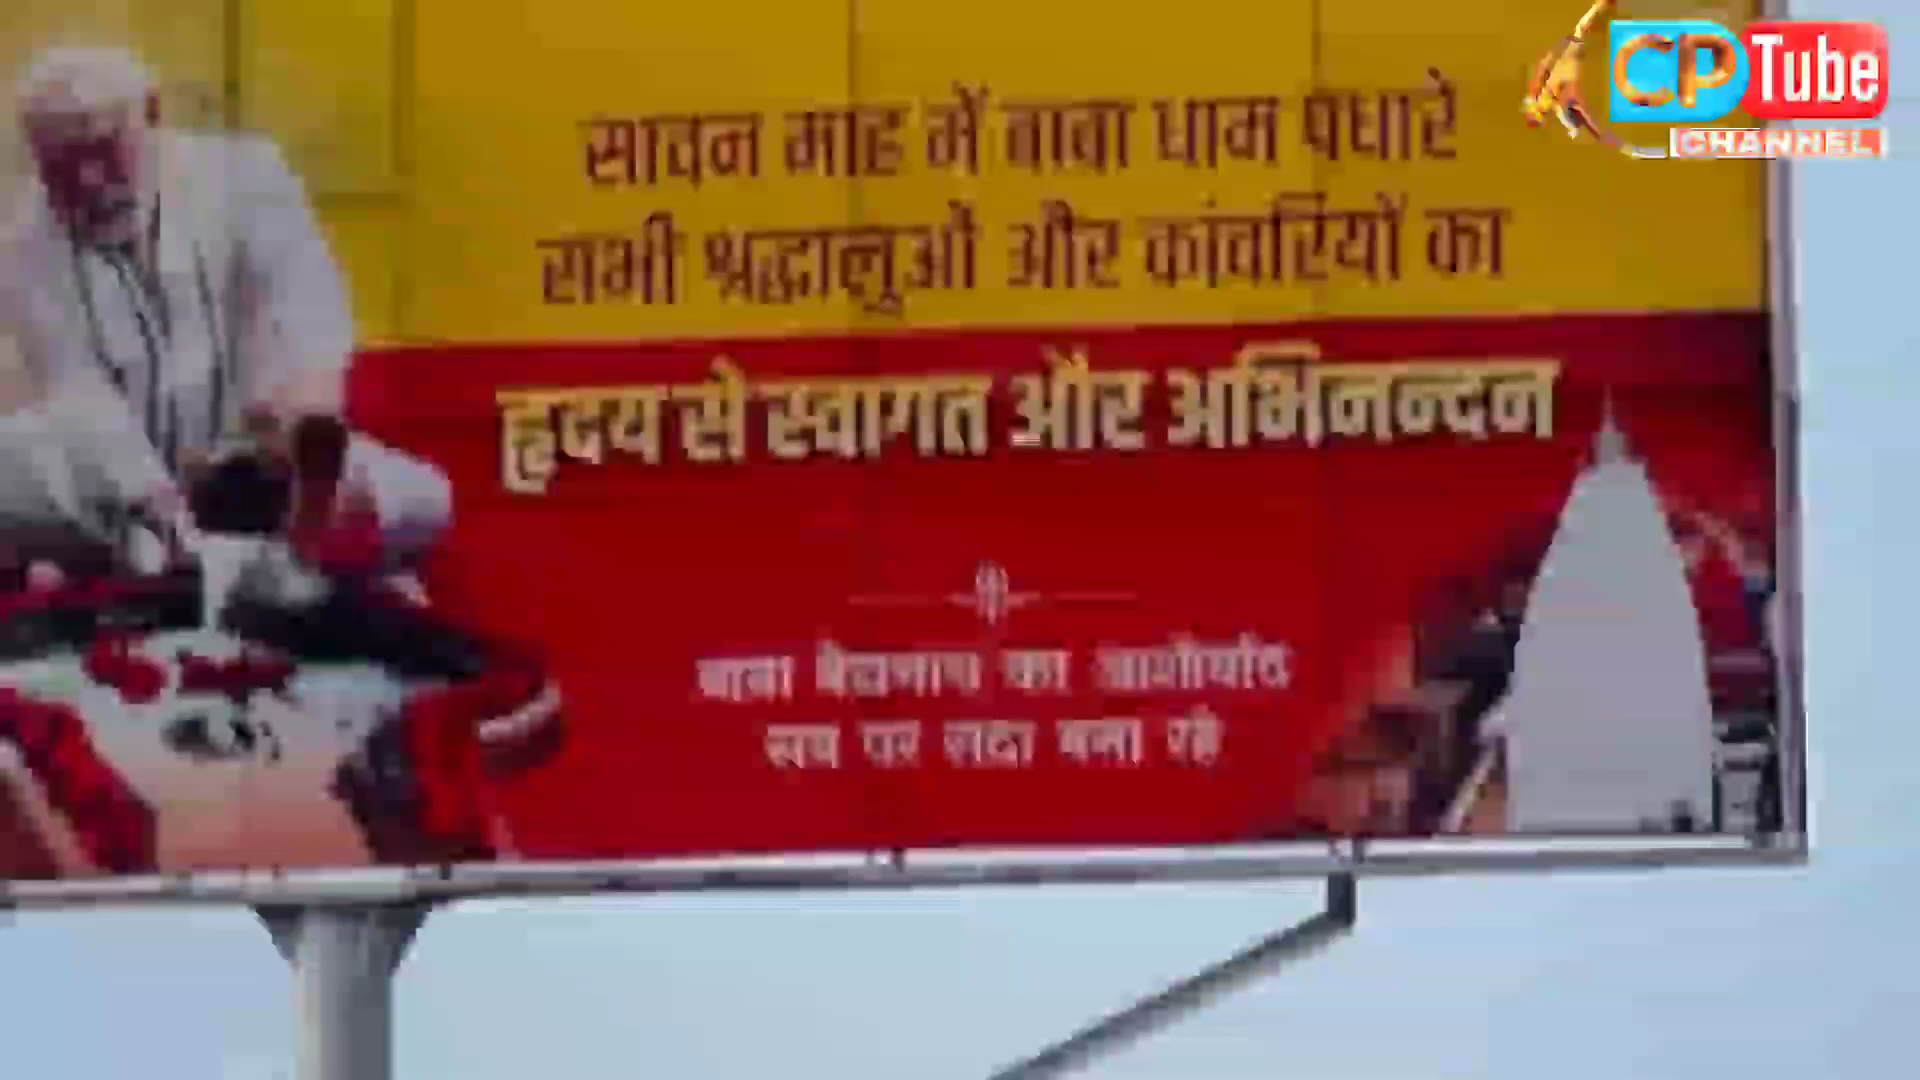 CP Tube
CHANNEL
सावन माह में बाबा धाम पधारे
सभी श्रद्धालुओं और कांवरियों का
हृदय से स्वागत और अभिनन्दन
बाबा बैद्यनाथ का आशीर्वाद
सब पर सदा बना रहे